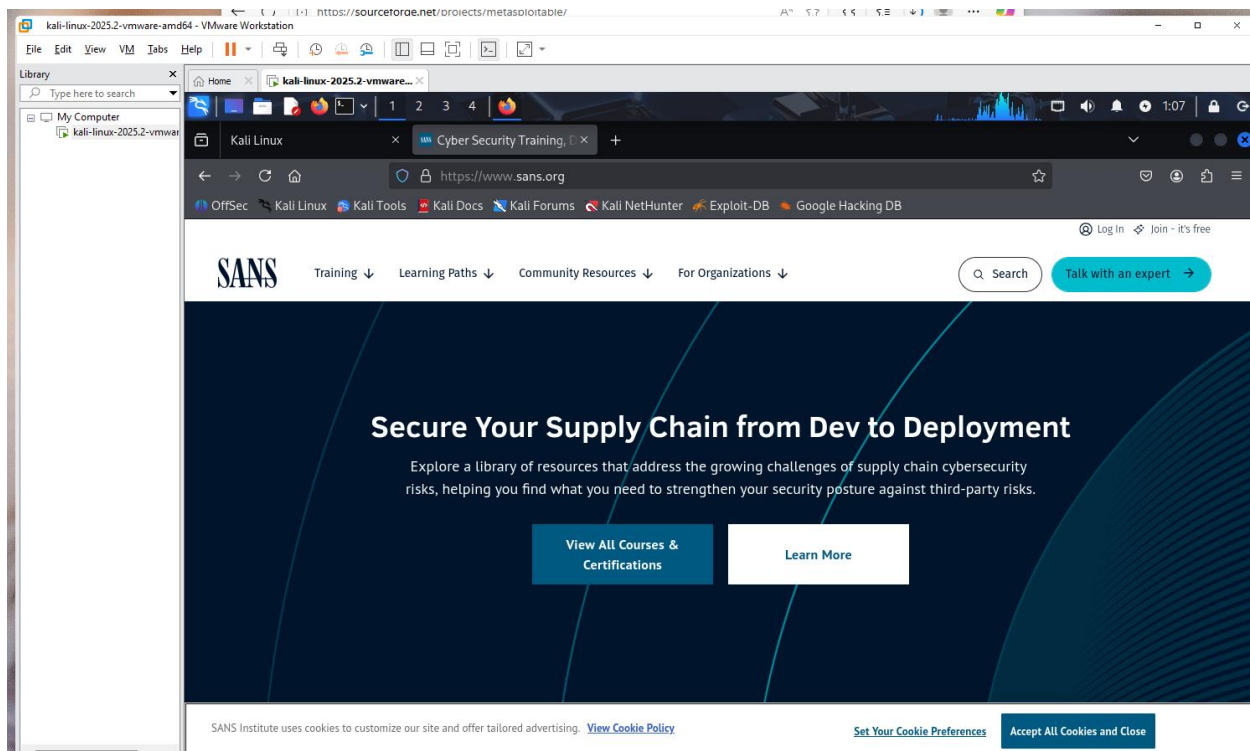 https://sourceforge.net/projects/metasploitable/
kali-linux-2025.2-vmware-amd64 - VMware Workstation
File Edit View VM Tabs Help
Library
Type here to search
My Computer
kali-linux-2025.2-vmwar
Home
kali-linux-2025.2-vmware...
1 2 3 4
1:07
Kali Linux
Cyber Security Training, D
https://www.sans.org
OffSec Kali Linux Kali Tools Kali Docs Kali Forums Kali NetHunter Exploit-DB Google Hacking DB
Log In Join - it's free
SANS
Training Learning Paths Community Resources For Organizations
Search
Talk with an expert
Secure Your Supply Chain from Dev to Deployment
Explore a library of resources that address the growing challenges of supply chain cybersecurity
risks, helping you find what you need to strengthen your security posture against third-party risks.
View All Courses &
Certifications
Learn More
SANS Institute uses cookies to customize our site and offer tailored advertising. View Cookie Policy
Set Your Cookie Preferences
Accept All Cookies and Close